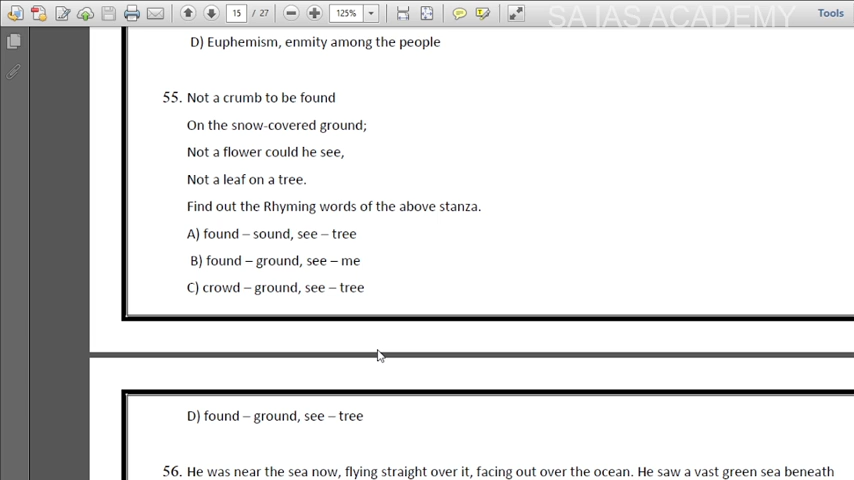 15 / 27
125%
SA IAS ACADEMY
Tools
D) Euphemism, enmity among the people
55. Not a crumb to be found
On the snow-covered ground;
Not a flower could he see,
Not a leaf on a tree.
Find out the Rhyming words of the above stanza.
A) found – sound, see – tree
B) found – ground, see – me
C) crowd – ground, see – tree
D) found – ground, see – tree
56. He was near the sea now, flying straight over it, facing out over the ocean. He saw a vast green sea beneath